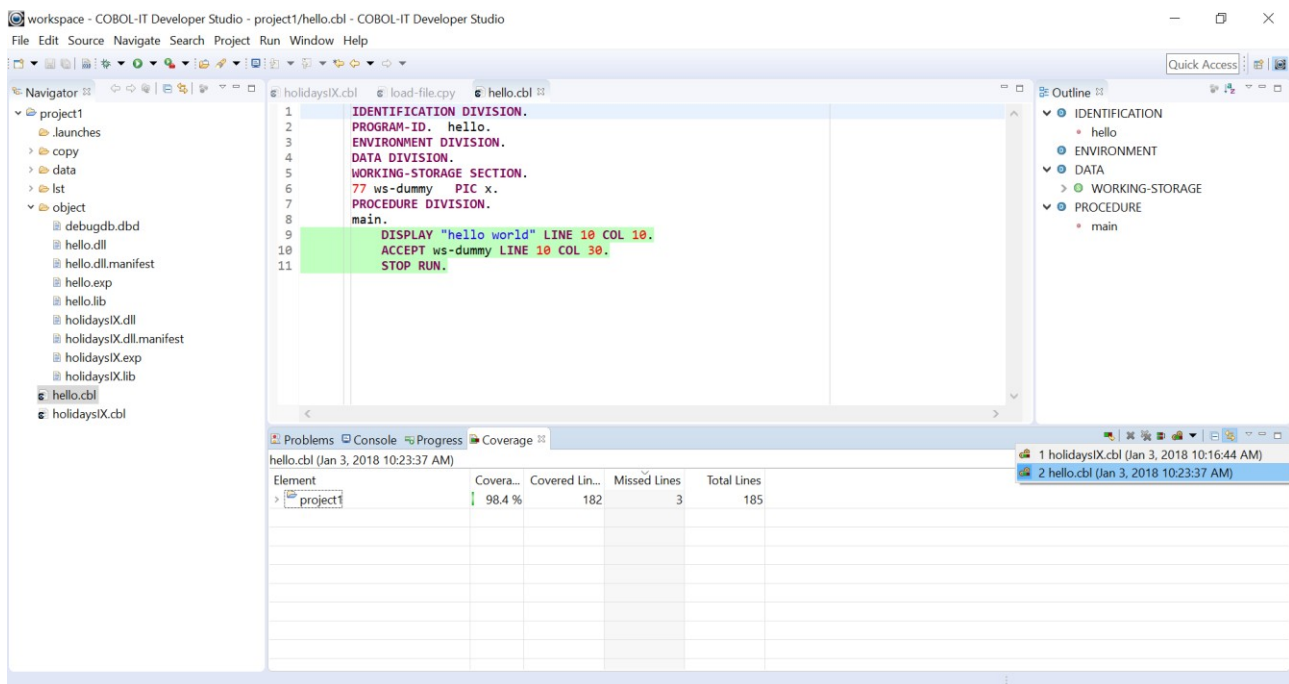 workspace - COBOL-IT Developer Studio - project1/hello.cbl - COBOL-IT Developer Studio
File Edit Source Navigate Search Project Run Window Help
Quick Access
Navigator
project1
.launches
copy
data
lst
object
debugdb.dbd
hello.dll
hello.dll.manifest
hello.exp
hello.lib
holidaysIX.dll
holidaysIX.dll.manifest
holidaysIX.exp
holidaysIX.lib
hello.cbl
holidaysIX.cbl
holidaysIX.cbl load-file.cpy hello.cbl
1 IDENTIFICATION DIVISION.
2 PROGRAM-ID. hello.
3 ENVIRONMENT DIVISION.
4 DATA DIVISION.
5 WORKING-STORAGE SECTION.
6 77 ws-dummy PIC x.
7 PROCEDURE DIVISION.
8 main.
9 DISPLAY "hello world" LINE 10 COL 10.
10 ACCEPT ws-dummy LINE 10 COL 30.
11 STOP RUN.
Outline
IDENTIFICATION
hello
ENVIRONMENT
DATA
WORKING-STORAGE
PROCEDURE
main
Problems Console Progress Coverage
hello.cbl (Jan 3, 2018 10:23:37 AM)
Element Covera... Covered Lin... Missed Lines Total Lines
project1 98.4 % 182 3 185
1 holidaysIX.cbl (Jan 3, 2018 10:16:44 AM)
2 hello.cbl (Jan 3, 2018 10:23:37 AM)